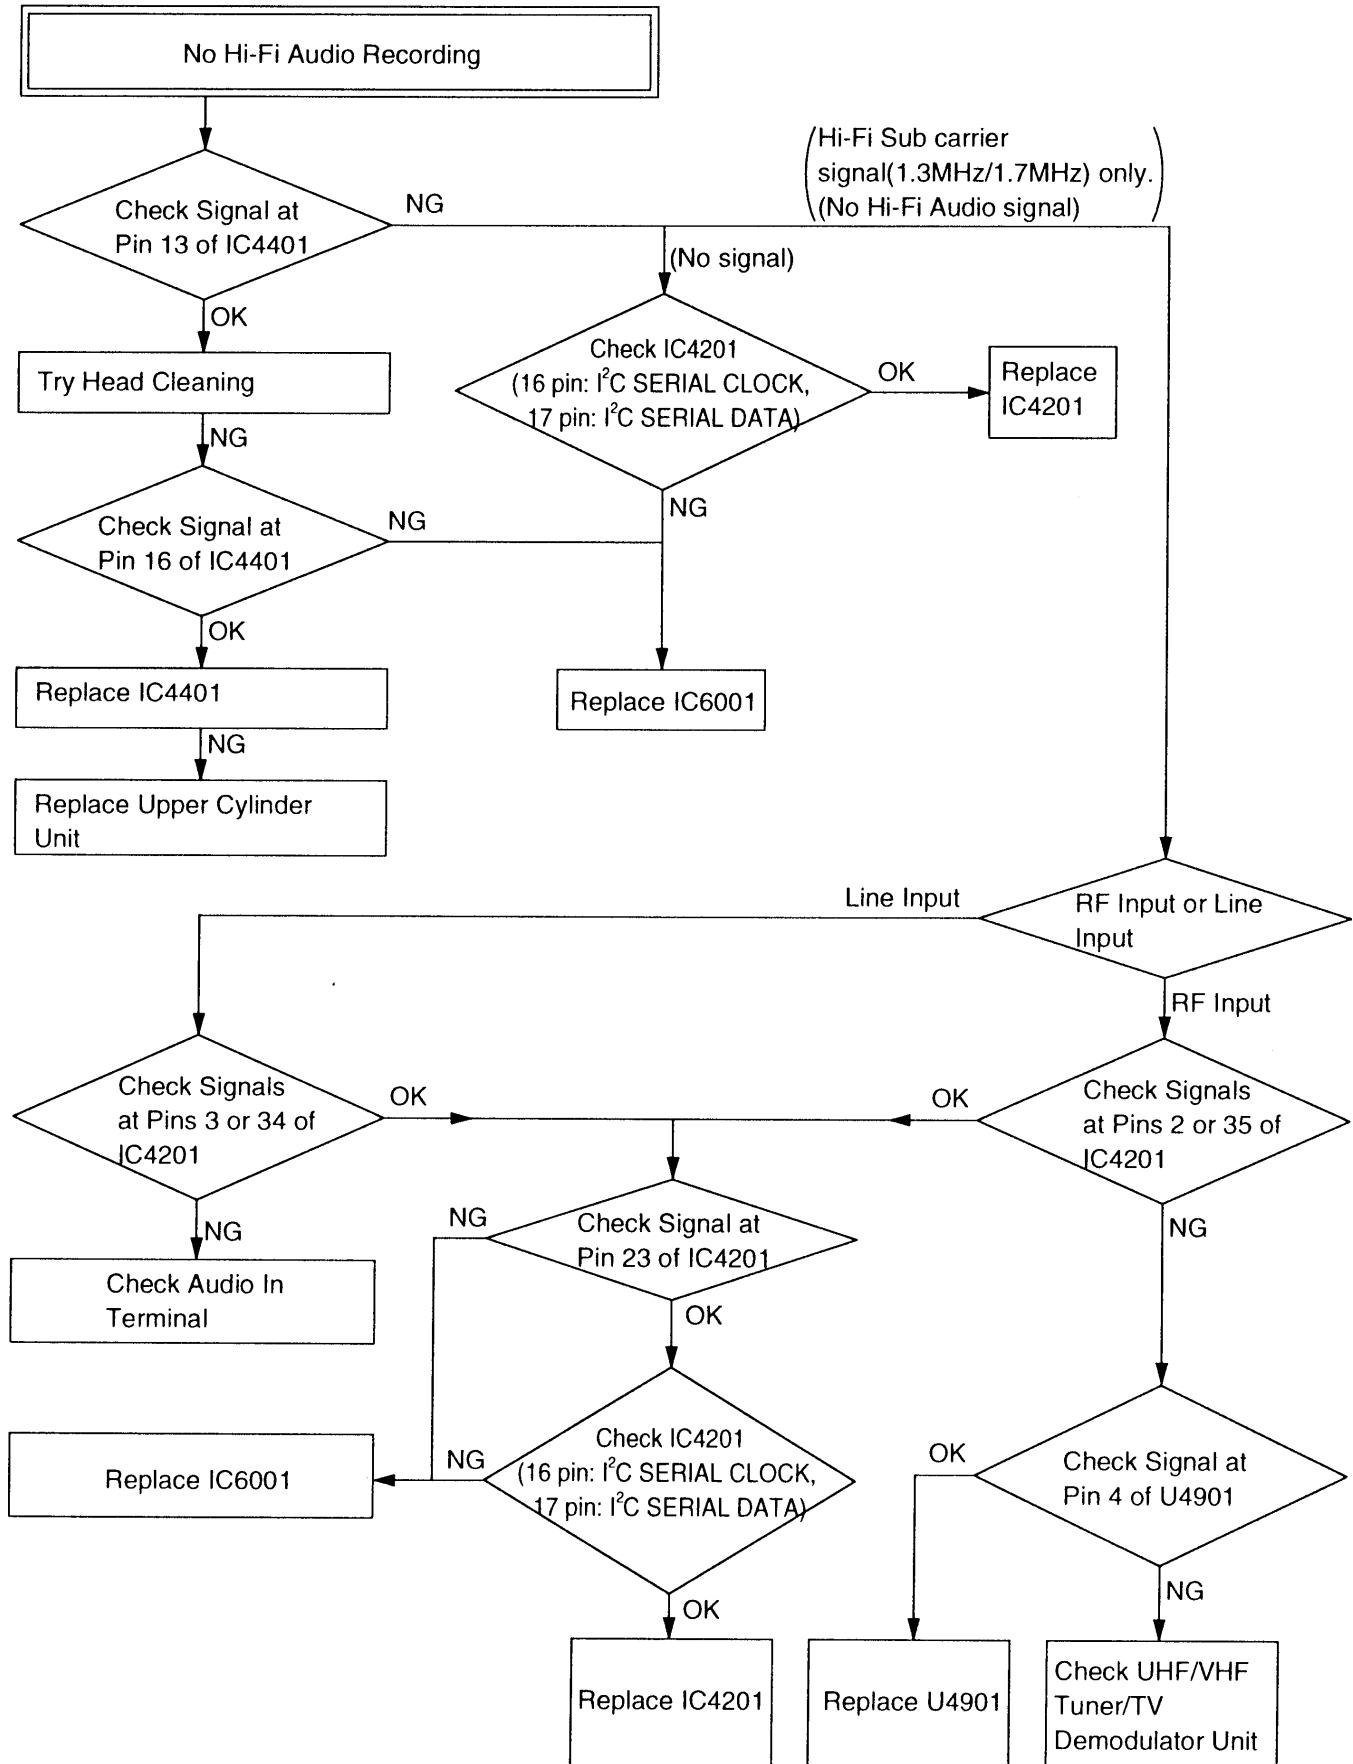 No Hi-Fi Audio Recording
Hi-Fi Sub carrier
signal(1.3MHz/1.7MHz) only.
(No Hi-Fi Audio signal)
NG
Check Signal at
Pin 13 of IC4401
(No signal)
OK
Check IC4201
(16 pin: I²C SERIAL CLOCK,
17 pin: I²C SERIAL DATA)
OK
Replace
IC4201
Try Head Cleaning
NG
NG
Check Signal at
Pin 16 of IC4401
NG
OK
Replace IC4401
Replace IC6001
NG
Replace Upper Cylinder
Unit
Line Input
RF Input or Line
Input
RF Input
Check Signals
at Pins 3 or 34 of
IC4201
OK
OK
Check Signals
at Pins 2 or 35 of
IC4201
NG
NG
Check Signal at
Pin 23 of IC4201
NG
Check Audio In
Terminal
OK
Check IC4201
(16 pin: I²C SERIAL CLOCK,
17 pin: I²C SERIAL DATA)
NG
Replace IC6001
OK
Check Signal at
Pin 4 of U4901
OK
NG
Replace IC4201
Replace U4901
Check UHF/VHF
Tuner/TV
Demodulator Unit